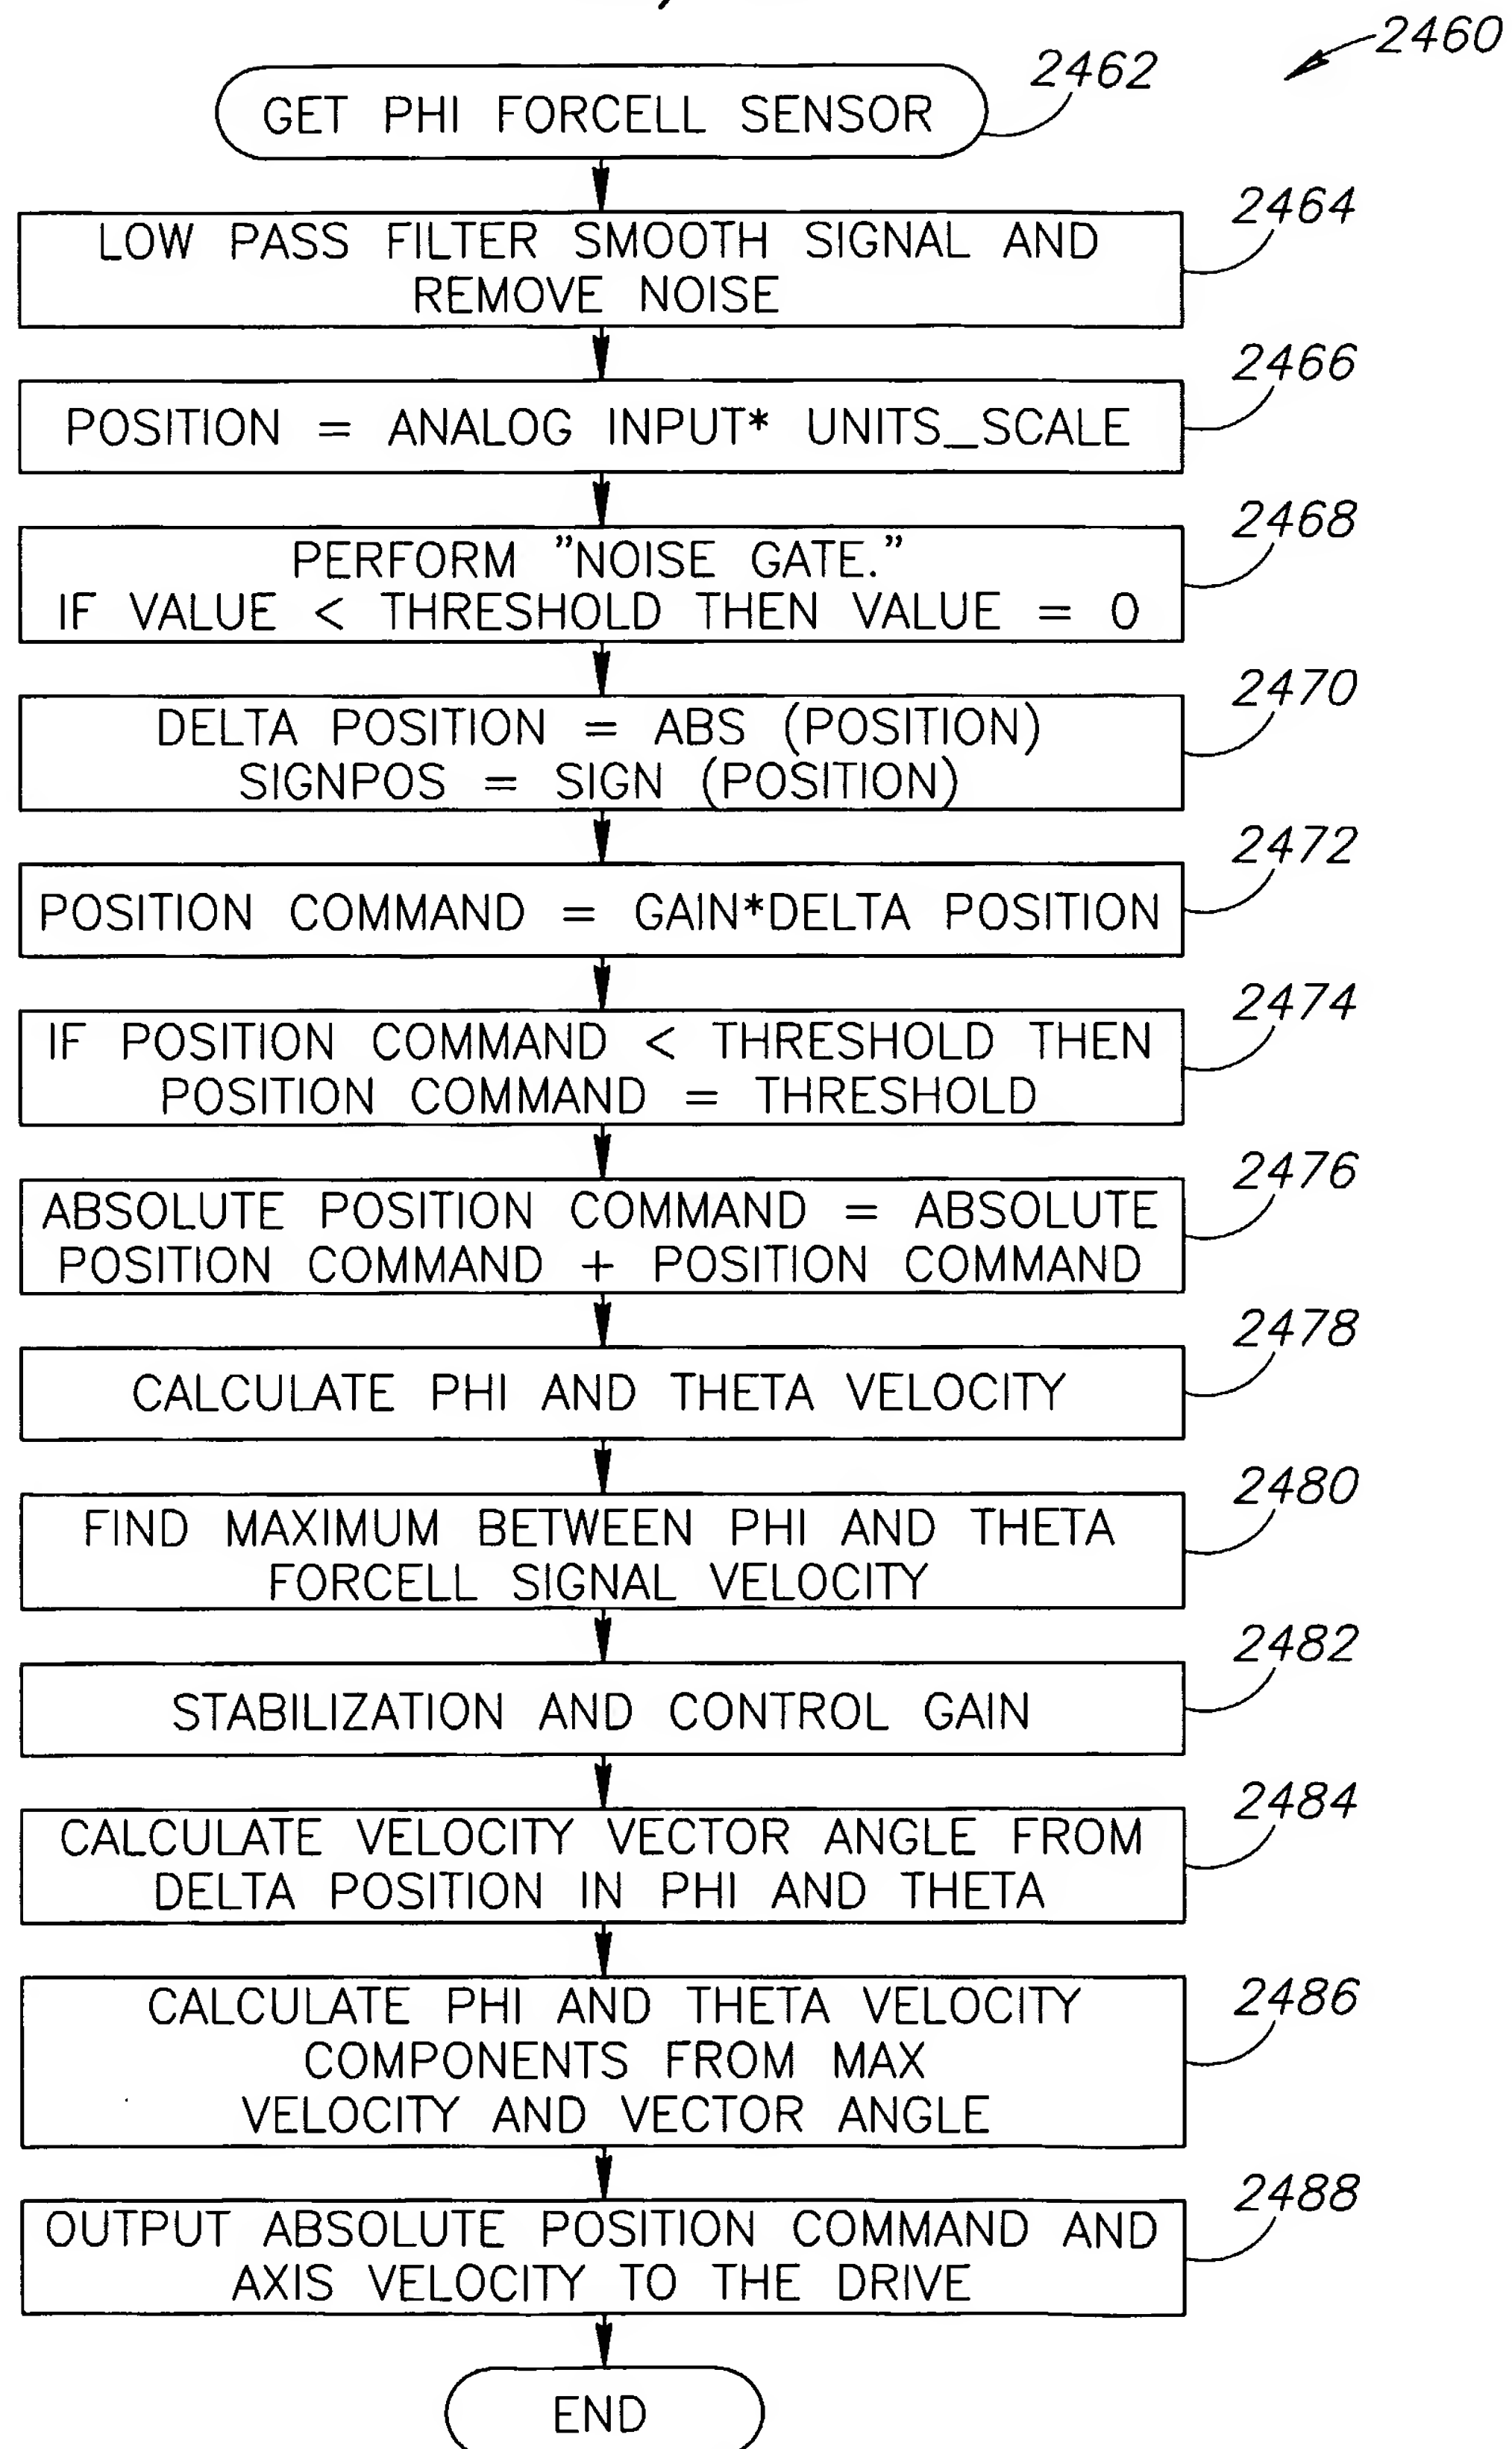 2460
2462
GET PHI FORCELL SENSOR
2464
LOW PASS FILTER SMOOTH SIGNAL AND
REMOVE NOISE
2466
POSITION = ANALOG INPUT* UNITS_SCALE
2468
PERFORM "NOISE GATE."
IF VALUE < THRESHOLD THEN VALUE = 0
2470
DELTA POSITION = ABS (POSITION)
SIGNPOS = SIGN (POSITION)
2472
POSITION COMMAND = GAIN*DELTA POSITION
2474
IF POSITION COMMAND < THRESHOLD THEN
POSITION COMMAND = THRESHOLD
2476
ABSOLUTE POSITION COMMAND = ABSOLUTE
POSITION COMMAND + POSITION COMMAND
2478
CALCULATE PHI AND THETA VELOCITY
2480
FIND MAXIMUM BETWEEN PHI AND THETA
FORCELL SIGNAL VELOCITY
2482
STABILIZATION AND CONTROL GAIN
2484
CALCULATE VELOCITY VECTOR ANGLE FROM
DELTA POSITION IN PHI AND THETA
2486
CALCULATE PHI AND THETA VELOCITY
COMPONENTS FROM MAX
VELOCITY AND VECTOR ANGLE
2488
OUTPUT ABSOLUTE POSITION COMMAND AND
AXIS VELOCITY TO THE DRIVE
END